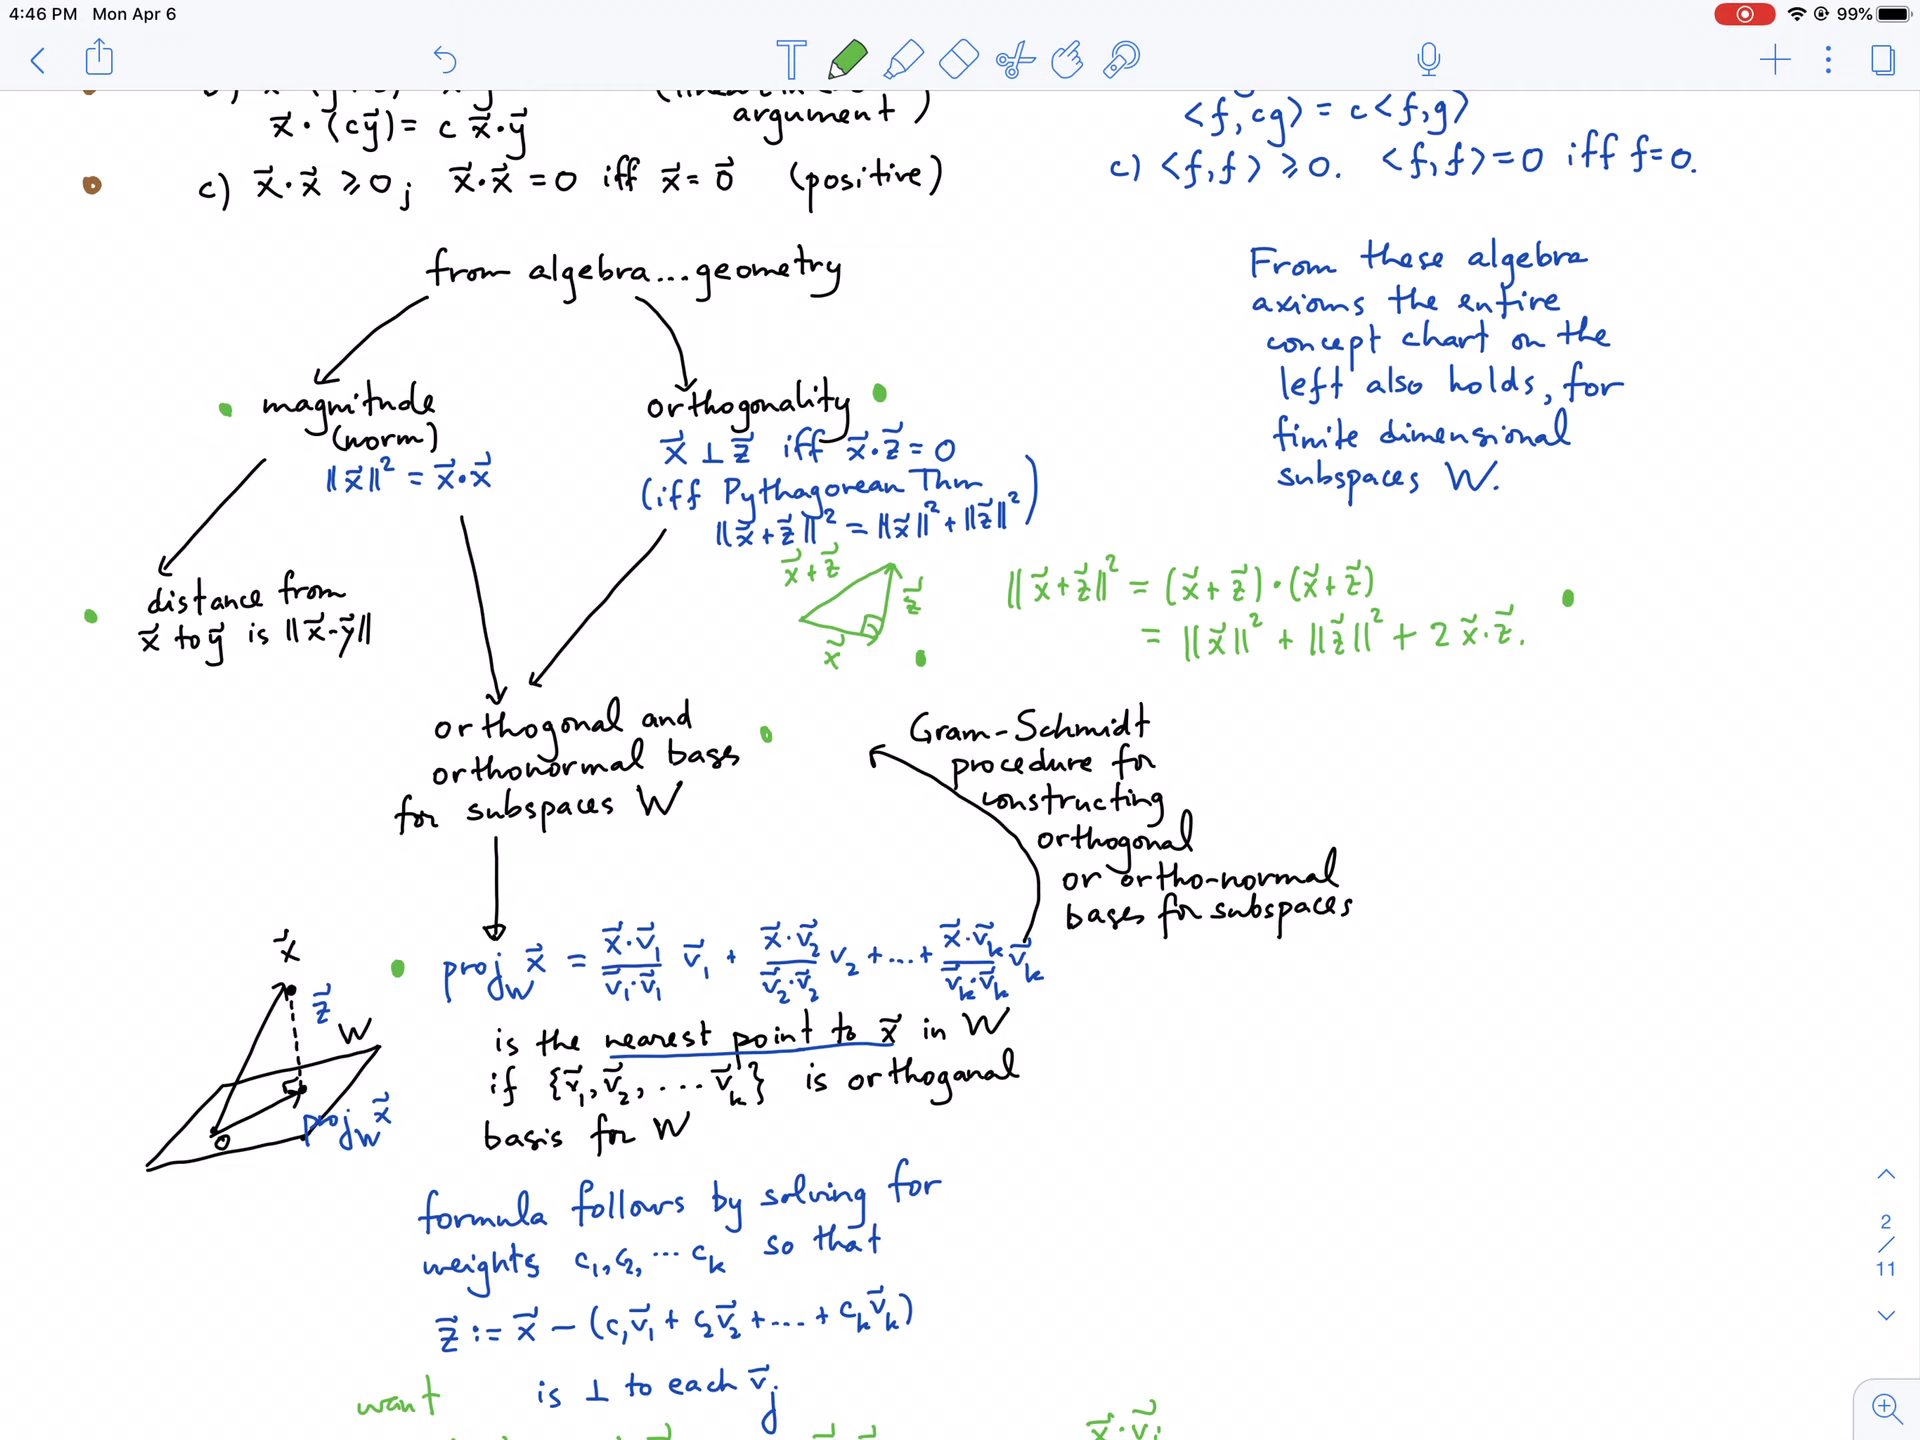 4:46 PM Mon Apr 6
99%
argument)
x⃗·(cy⃗) = c x⃗·y⃗
c) x⃗·x⃗ ≥ 0; x⃗·x⃗ = 0 iff x⃗ = 0⃗ (positive)
<f, cg> = c<f,g>
c) <f,f> ≥ 0. <f,f> = 0 iff f=0.
from algebra...geometry
From these algebra
axioms the entire
concept chart on the
left also holds, for
finite dimensional
subspaces W.
magnitude
(norm)
||x⃗||² = x⃗·x⃗
orthogonality
x⃗ ⊥ z⃗ iff x⃗·z⃗ = 0
(iff Pythagorean Thm
||x⃗+z⃗||² = ||x⃗||² + ||z⃗||²)
distance from
x⃗ to y⃗ is ||x⃗-y⃗||
x⃗+z⃗
z⃗
x⃗
||x⃗+z⃗||² = (x⃗+z⃗)·(x⃗+z⃗)
= ||x⃗||² + ||z⃗||² + 2 x⃗·z⃗.
orthogonal and
orthonormal bases
for subspaces W
Gram-Schmidt
procedure for
constructing
orthogonal
or ortho-normal
bases for subspaces
x⃗
z⃗
W
0
proj_W x⃗
proj_W x⃗ = (x⃗·v⃗₁)/(v⃗₁·v⃗₁) v⃗₁ + (x⃗·v⃗₂)/(v⃗₂·v⃗₂) v₂ + ... + (x⃗·v⃗ₖ)/(v⃗ₖ·v⃗ₖ) v⃗ₖ
is the nearest point to x⃗ in W
if {v⃗₁, v⃗₂, ... v⃗ₖ} is orthoganal
basis for W
formula follows by solving for
weights c₁, c₂, ... cₖ so that
z⃗ := x⃗ - (c₁v⃗₁ + c₂v⃗₂ + ... + cₖv⃗ₖ)
is ⊥ to each v⃗ⱼ
want
x⃗·v⃗₁
2
/
11